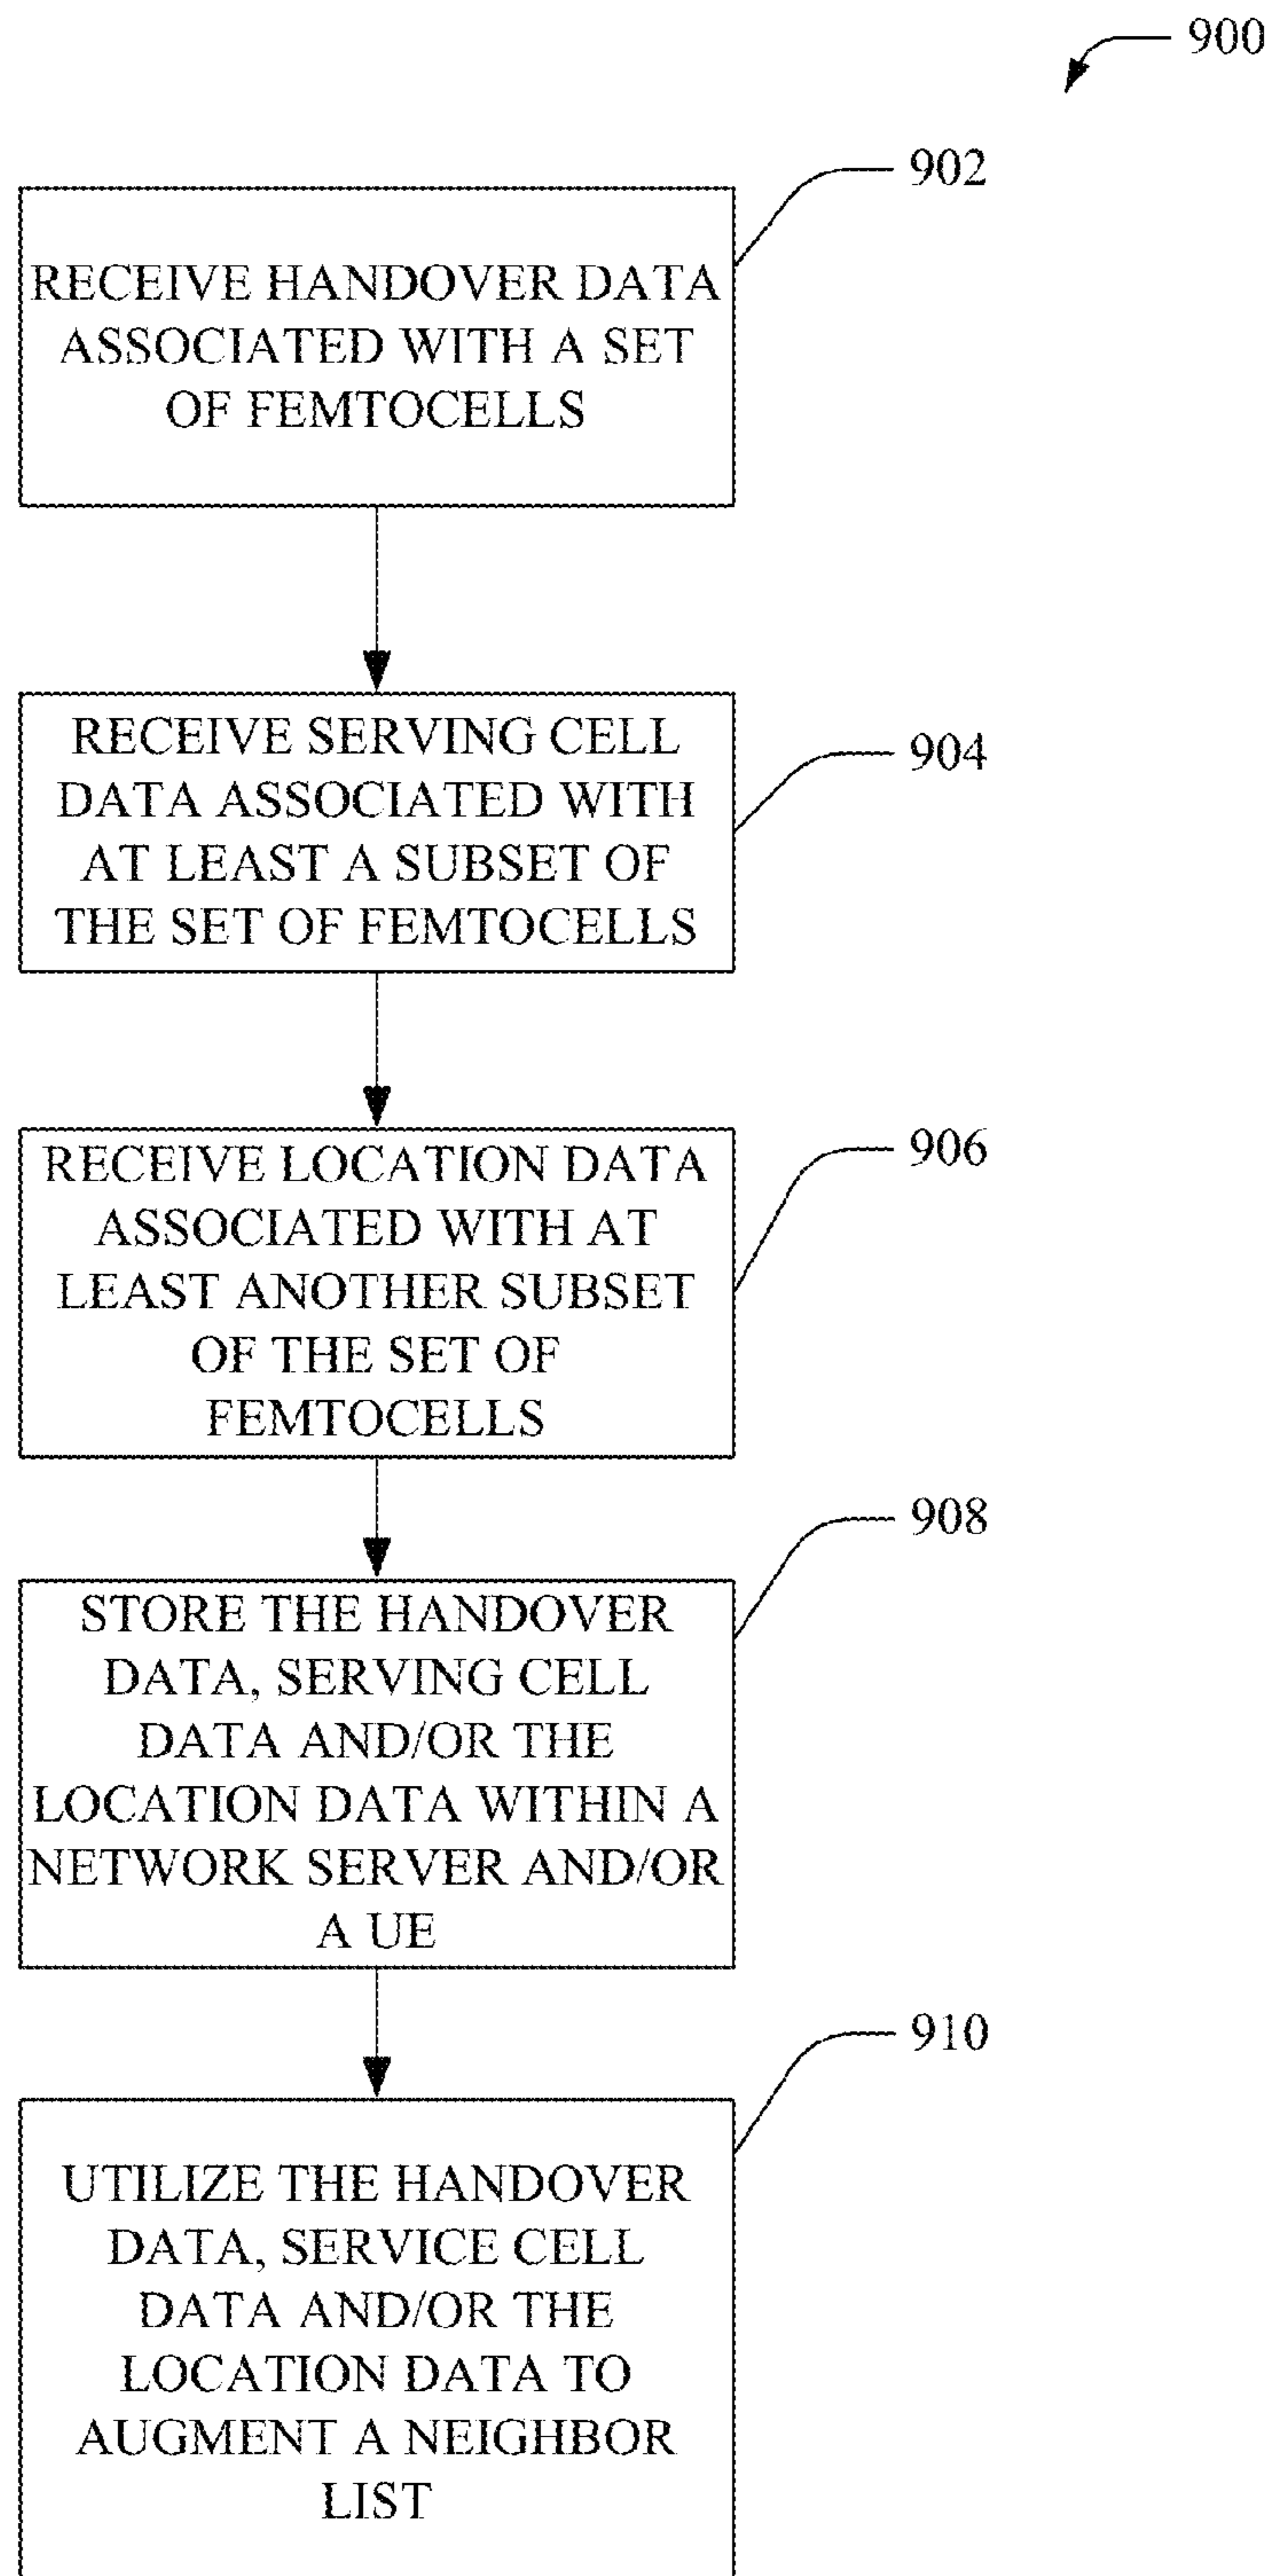 900
902
RECEIVE HANDOVER DATA
ASSOCIATED WITH A SET
OF FEMTOCELLS
904
RECEIVE SERVING CELL
DATA ASSOCIATED WITH
AT LEAST A SUBSET OF
THE SET OF FEMTOCELLS
906
RECEIVE LOCATION DATA
ASSOCIATED WITH AT
LEAST ANOTHER SUBSET
OF THE SET OF
FEMTOCELLS
908
STORE THE HANDOVER
DATA, SERVING CELL
DATA AND/OR THE
LOCATION DATA WITHIN A
NETWORK SERVER AND/OR
A UE
910
UTILIZE THE HANDOVER
DATA, SERVICE CELL
DATA AND/OR THE
LOCATION DATA TO
AUGMENT A NEIGHBOR
LIST